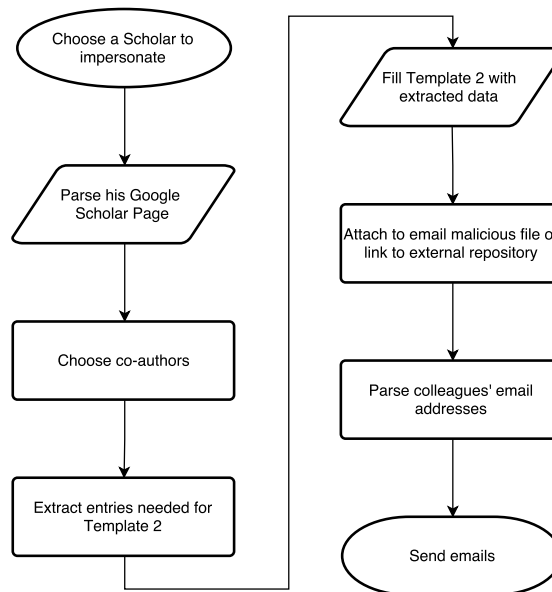 Choose a Scholar to
impersonate
Parse his Google
Scholar Page
Choose co-authors
Extract entries needed for
Template 2
Fill Template 2 with
extracted data
Attach to email malicious file o
link to external repository
Parse colleagues' email
addresses
Send emails